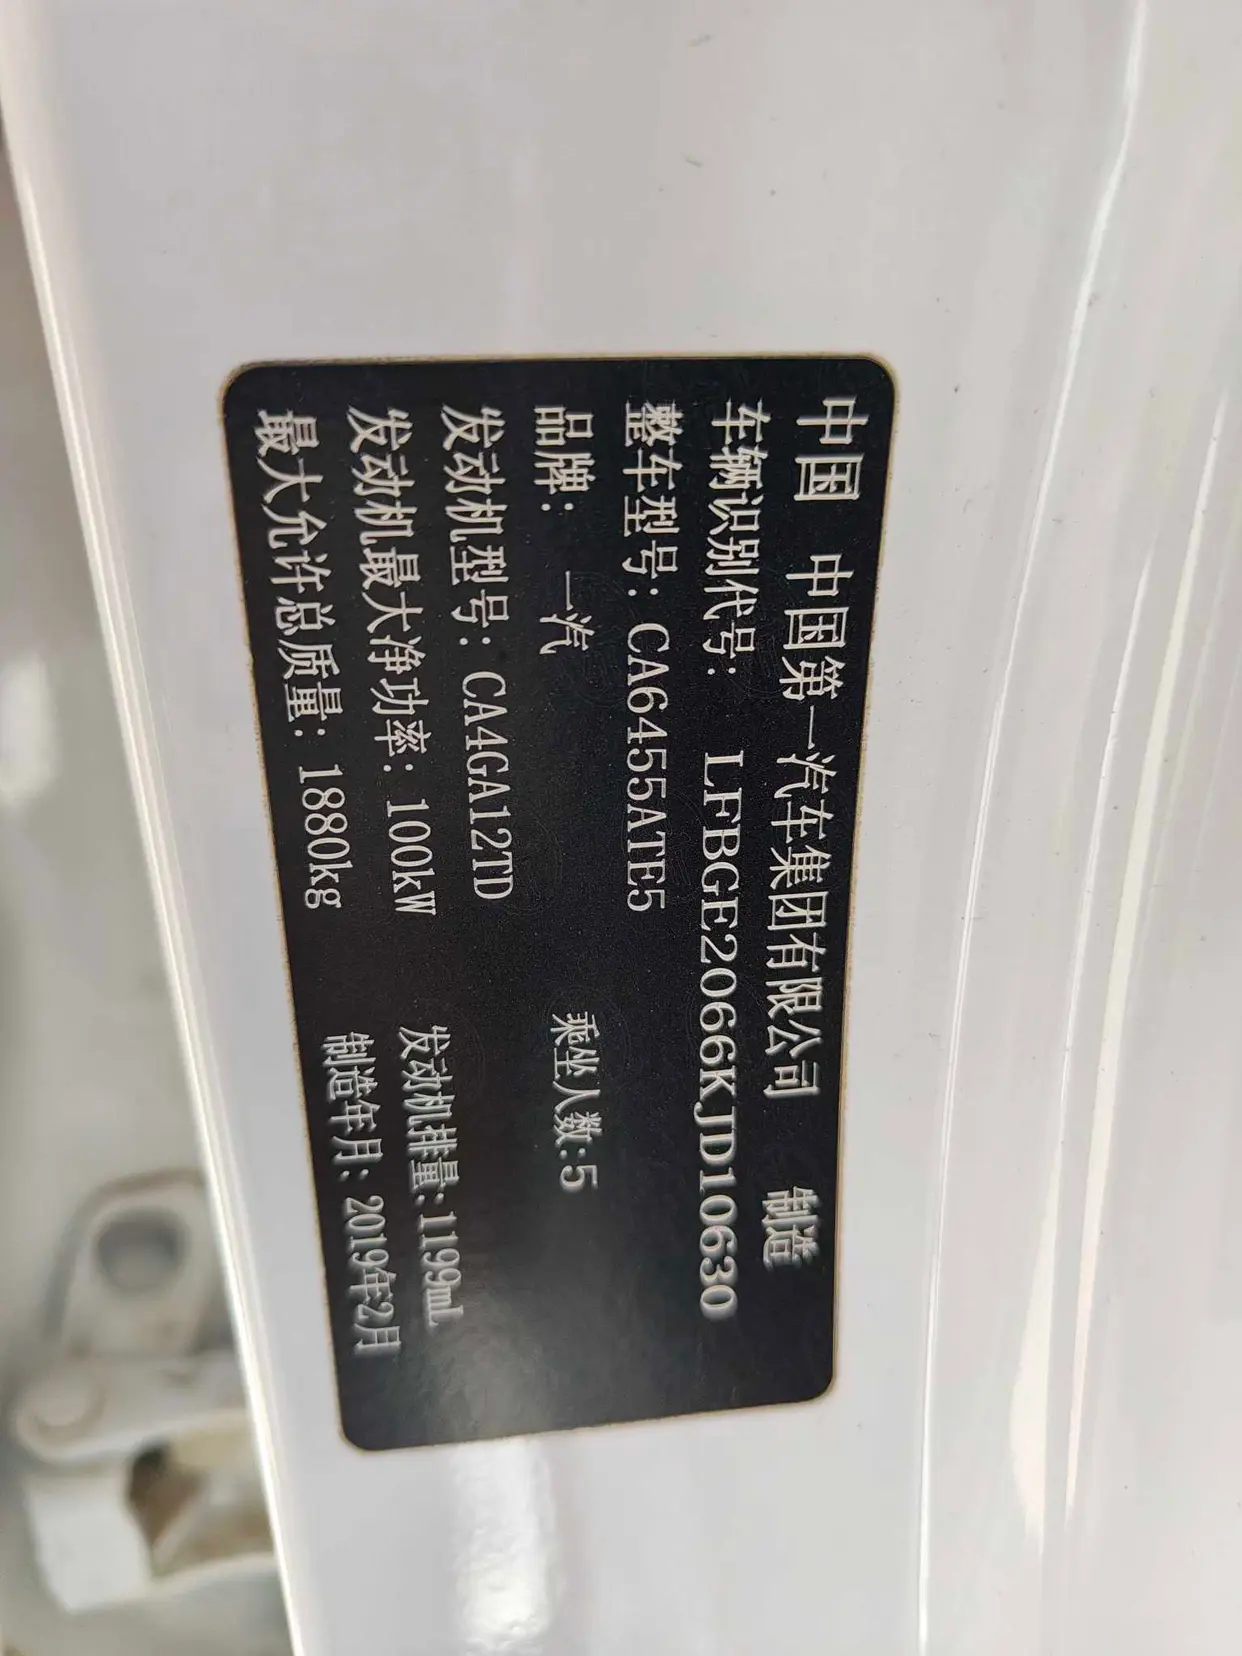 中国 中国第一汽车集团有限公司 制造
车辆识别代号： LFBGE2066KJD10630
整车型号：CA6455ATE5
品牌： 一汽 乘坐人数:5
发动机型号：CA4GA12TD
发动机最大净功率：100kW 发动机排量:1199mL
最大允许总质量：1880kg 制造年月：2019年2月